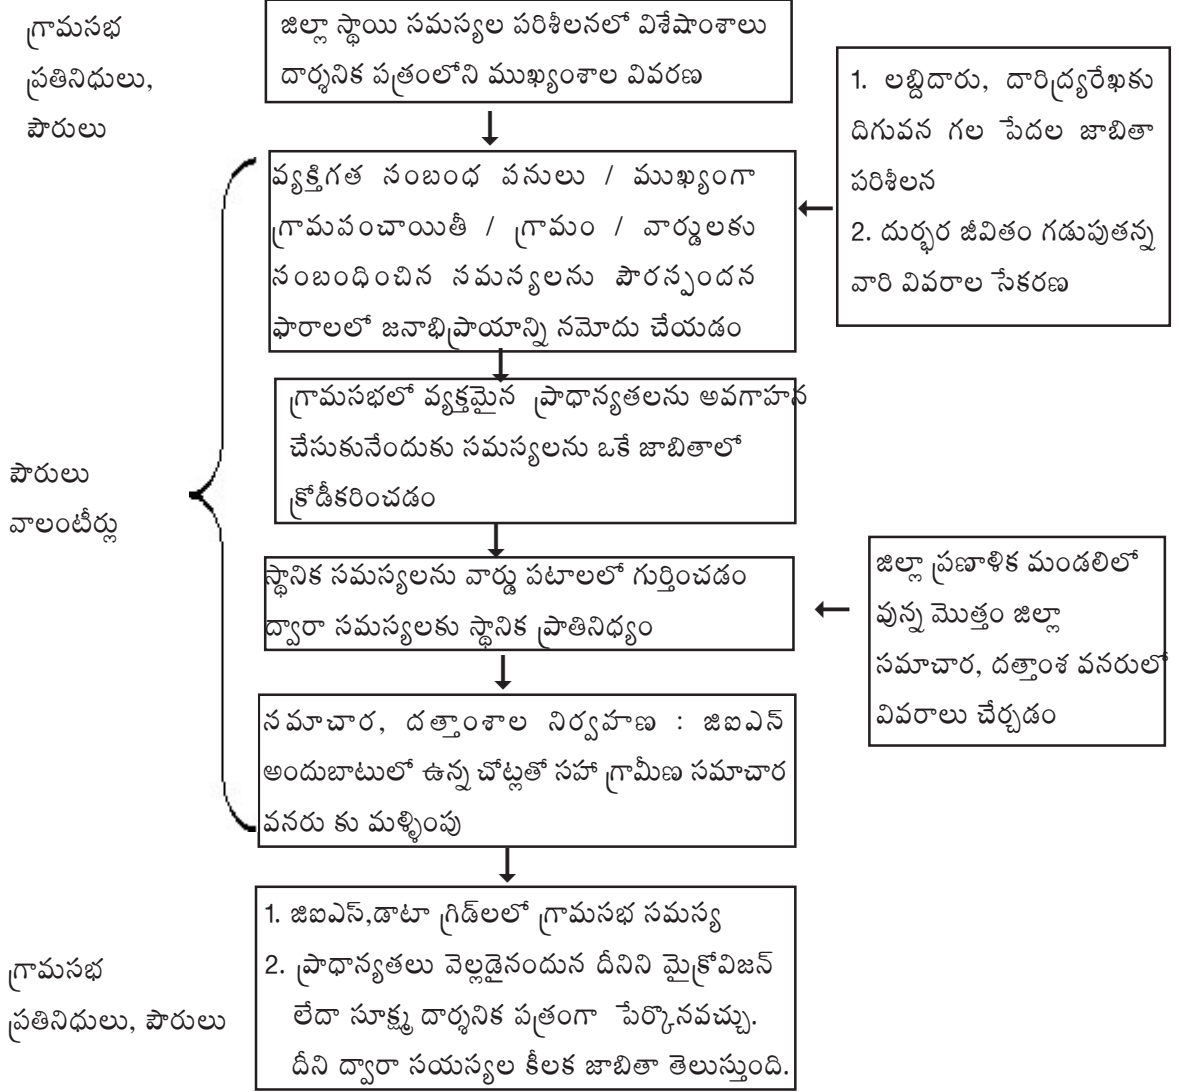 గ్రామసభ
ప్రతినిధులు,
పౌరులు
జిల్లా స్థాయి సమస్యల పరిశీలనలో విశేషాంశాలు
దార్శనిక పత్రంలోని ముఖ్యంశాల వివరణ
1. లబ్దిదారు, దారిద్ర్యరేఖకు
దిగువన గల పేదల జాబితా
పరిశీలన
2. దుర్భర జీవితం గడుపుతన్న
వారి వివరాల సేకరణ
వ్యక్తిగత సంబంధ పనులు / ముఖ్యంగా
గ్రామపంచాయితీ / గ్రామం / వార్డులకు
సంబంధించిన సమస్యలను పౌరస్పందన
ఫారాలలో జనాభిప్రాయాన్ని నమోదు చేయడం
గ్రామసభలో వ్యక్తమైన ప్రాధాన్యతలను అవగాహన
చేసుకునేందుకు సమస్యలను ఒకే జాబితాలో
క్రోడీకరించడం
పౌరులు
వాలంటీర్లు
స్థానిక సమస్యలను వార్డు పటాలలో గుర్తించడం
ద్వారా సమస్యలకు స్థానిక ప్రాతినిధ్యం
జిల్లా ప్రణాళిక మండలిలో
వున్న మొత్తం జిల్లా
సమాచార, దత్తాంశ వనరులో
వివరాలు చేర్చడం
సమాచార, దత్తాంశాల నిర్వహణ : జిఐఎస్
అందుబాటులో ఉన్న చోట్లతో సహా గ్రామీణ సమాచార
వనరు కు మళ్ళింపు
1. జిఐఎస్,డాటా గ్రిడ్‌లలో గ్రామసభ సమస్య
2. ప్రాధాన్యతలు వెల్లడైనందున దీనిని మైక్రోవిజన్
లేదా సూక్ష్మ దార్శనిక పత్రంగా పేర్కొనవచ్చు.
దీని ద్వారా సయస్యల కీలక జాబితా తెలుస్తుంది.
గ్రామసభ
ప్రతినిధులు, పౌరులు